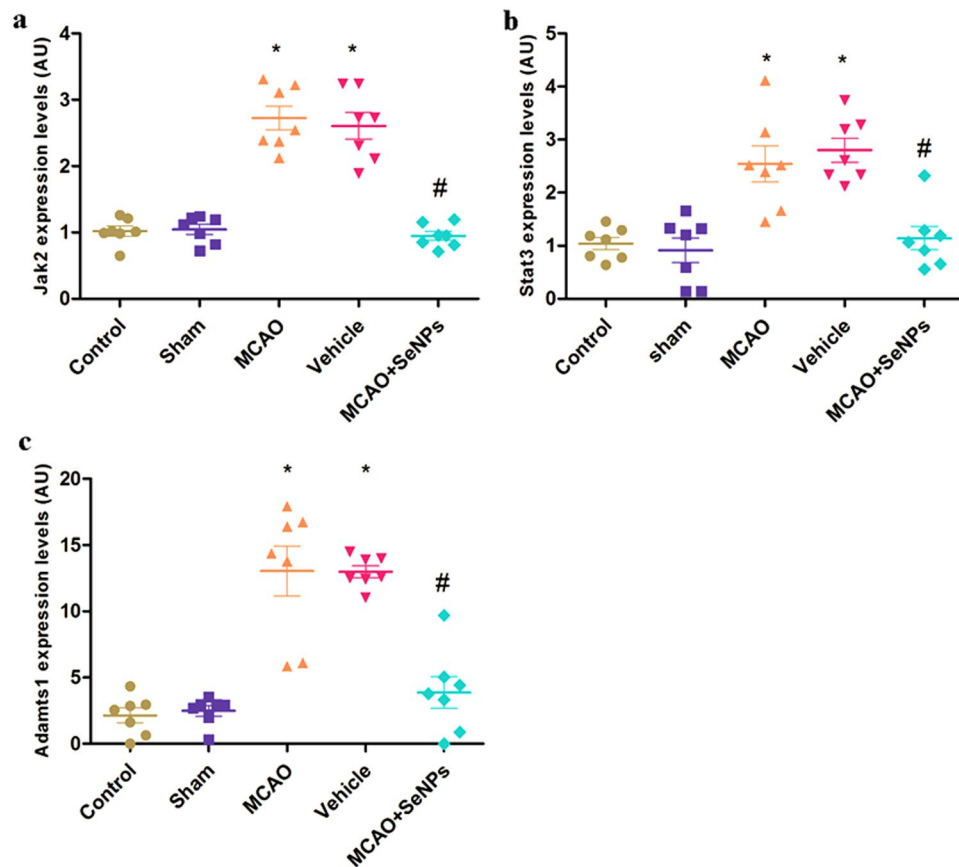 a
Jak2 expression levels (AU)
4
3
2
1
0
* *
#
Control
Sham
MCAO
Vehicle
MCAO+SeNPs
b
Stat3 expression levels (AU)
5
4
3
2
1
0
* *
#
Control
sham
MCAO
Vehicle
MCAO+SeNPs
c
Adamts1 expression levels (AU)
20
15
10
5
0
* *
#
Control
Sham
MCAO
Vehicle
MCAO+SeNPs